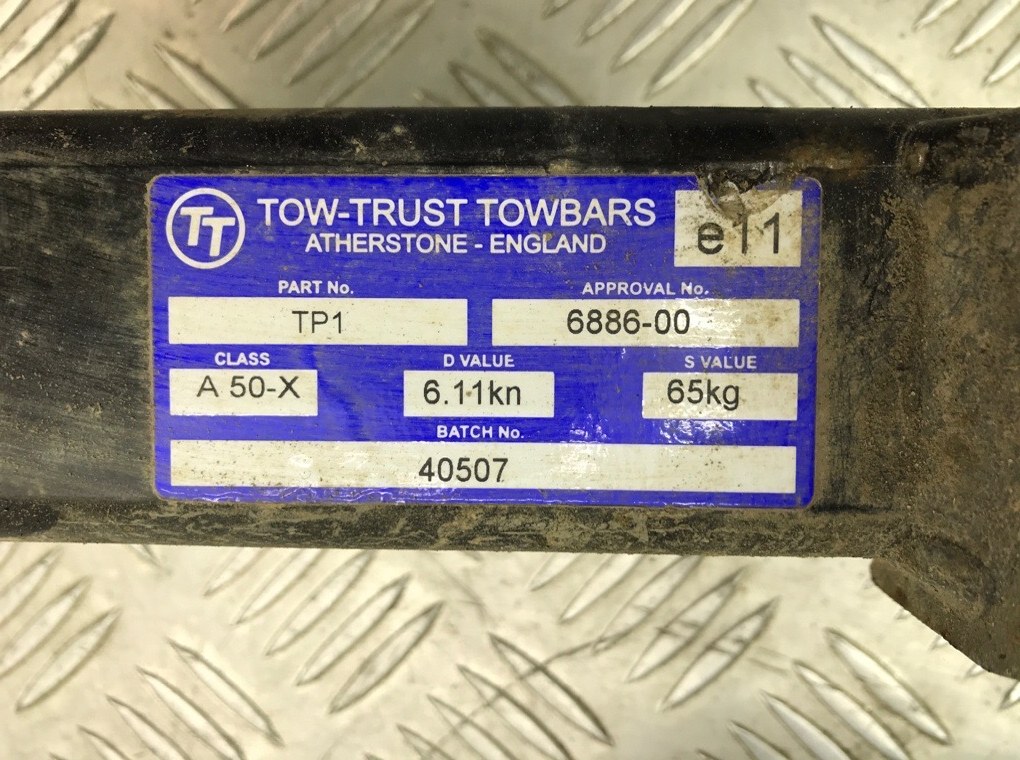 TT TOW-TRUST TOWBARS e11
ATHERSTONE - ENGLAND
PART No. APPROVAL No.
TP1 6886-00
CLASS D VALUE S VALUE
A 50-X 6.11kn 65kg
BATCH No.
40507